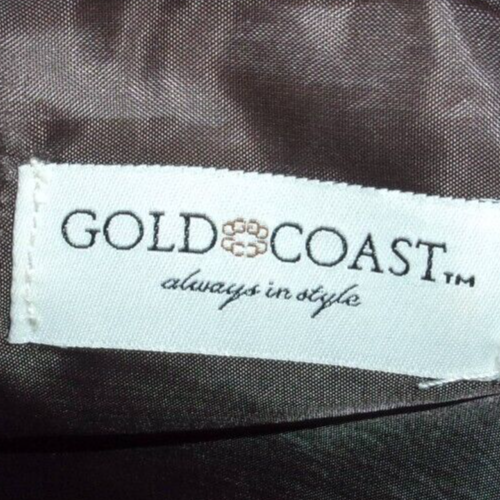 GOLD COAST™
always in style